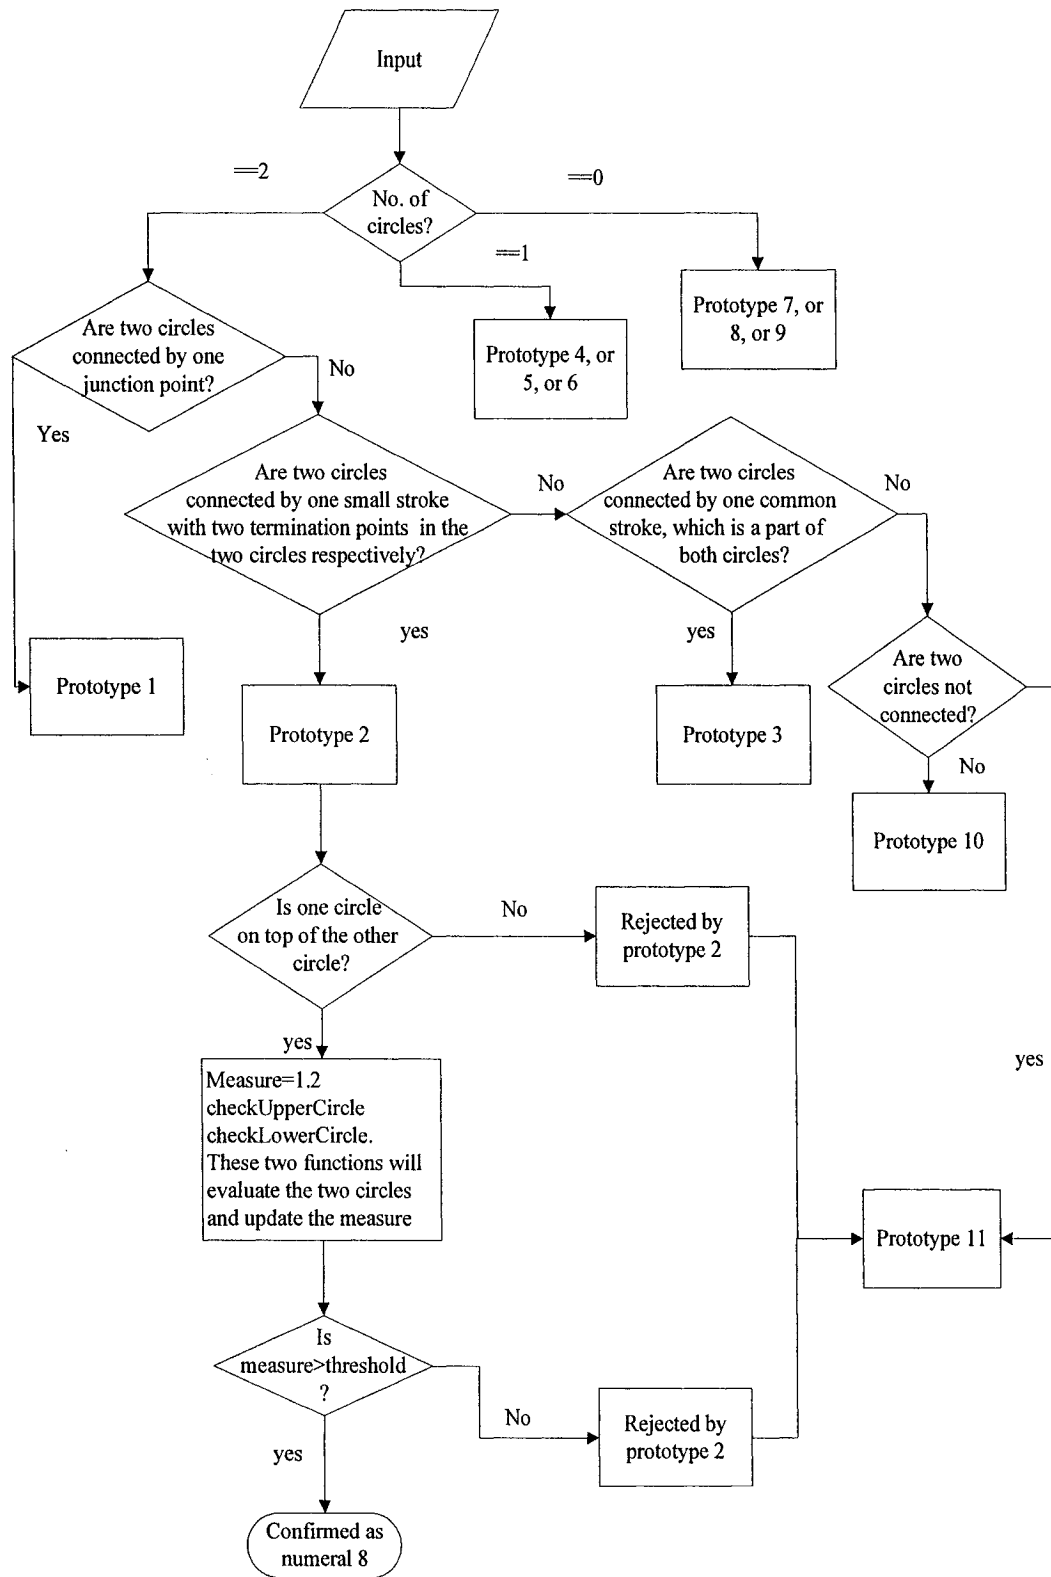 Input
==2
==0
No. of
circles?
==1
Prototype 7, or
8, or 9
Are two circles
connected by one
junction point?
No
Prototype 4, or
5, or 6
Yes
Are two circles
connected by one small stroke
with two termination points in the
two circles respectively?
No
Are two circles
connected by one common
stroke, which is a part of
both circles?
No
yes
yes
Prototype 1
Prototype 2
Prototype 3
Are two
circles not
connected?
No
Prototype 10
Is one circle
on top of the other
circle?
No
Rejected by
prototype 2
yes
yes
Measure=1.2
checkUpperCircle
checkLowerCircle.
These two functions will
evaluate the two circles
and update the measure
Prototype 11
Is
measure>threshold
?
No
Rejected by
prototype 2
yes
Confirmed as
numeral 8